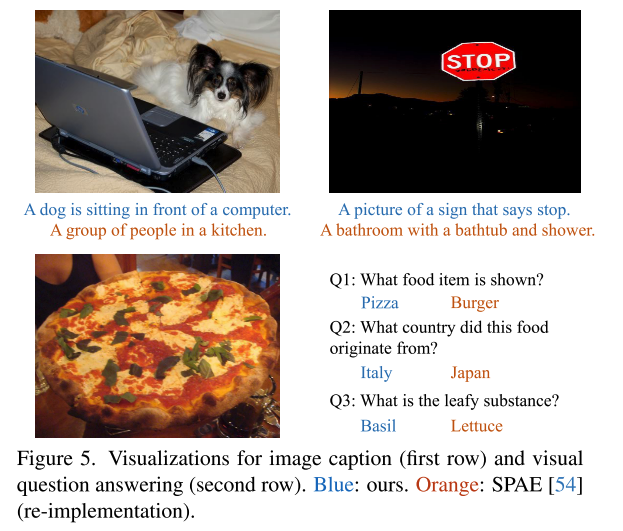 STOP
A dog is sitting in front of a computer.
A group of people in a kitchen.
A picture of a sign that says stop.
A bathroom with a bathtub and shower.
Q1: What food item is shown?
Pizza Burger
Q2: What country did this food
originate from?
Italy Japan
Q3: What is the leafy substance?
Basil Lettuce
Figure 5. Visualizations for image caption (first row) and visual
question answering (second row). Blue: ours. Orange: SPAE [54]
(re-implementation).